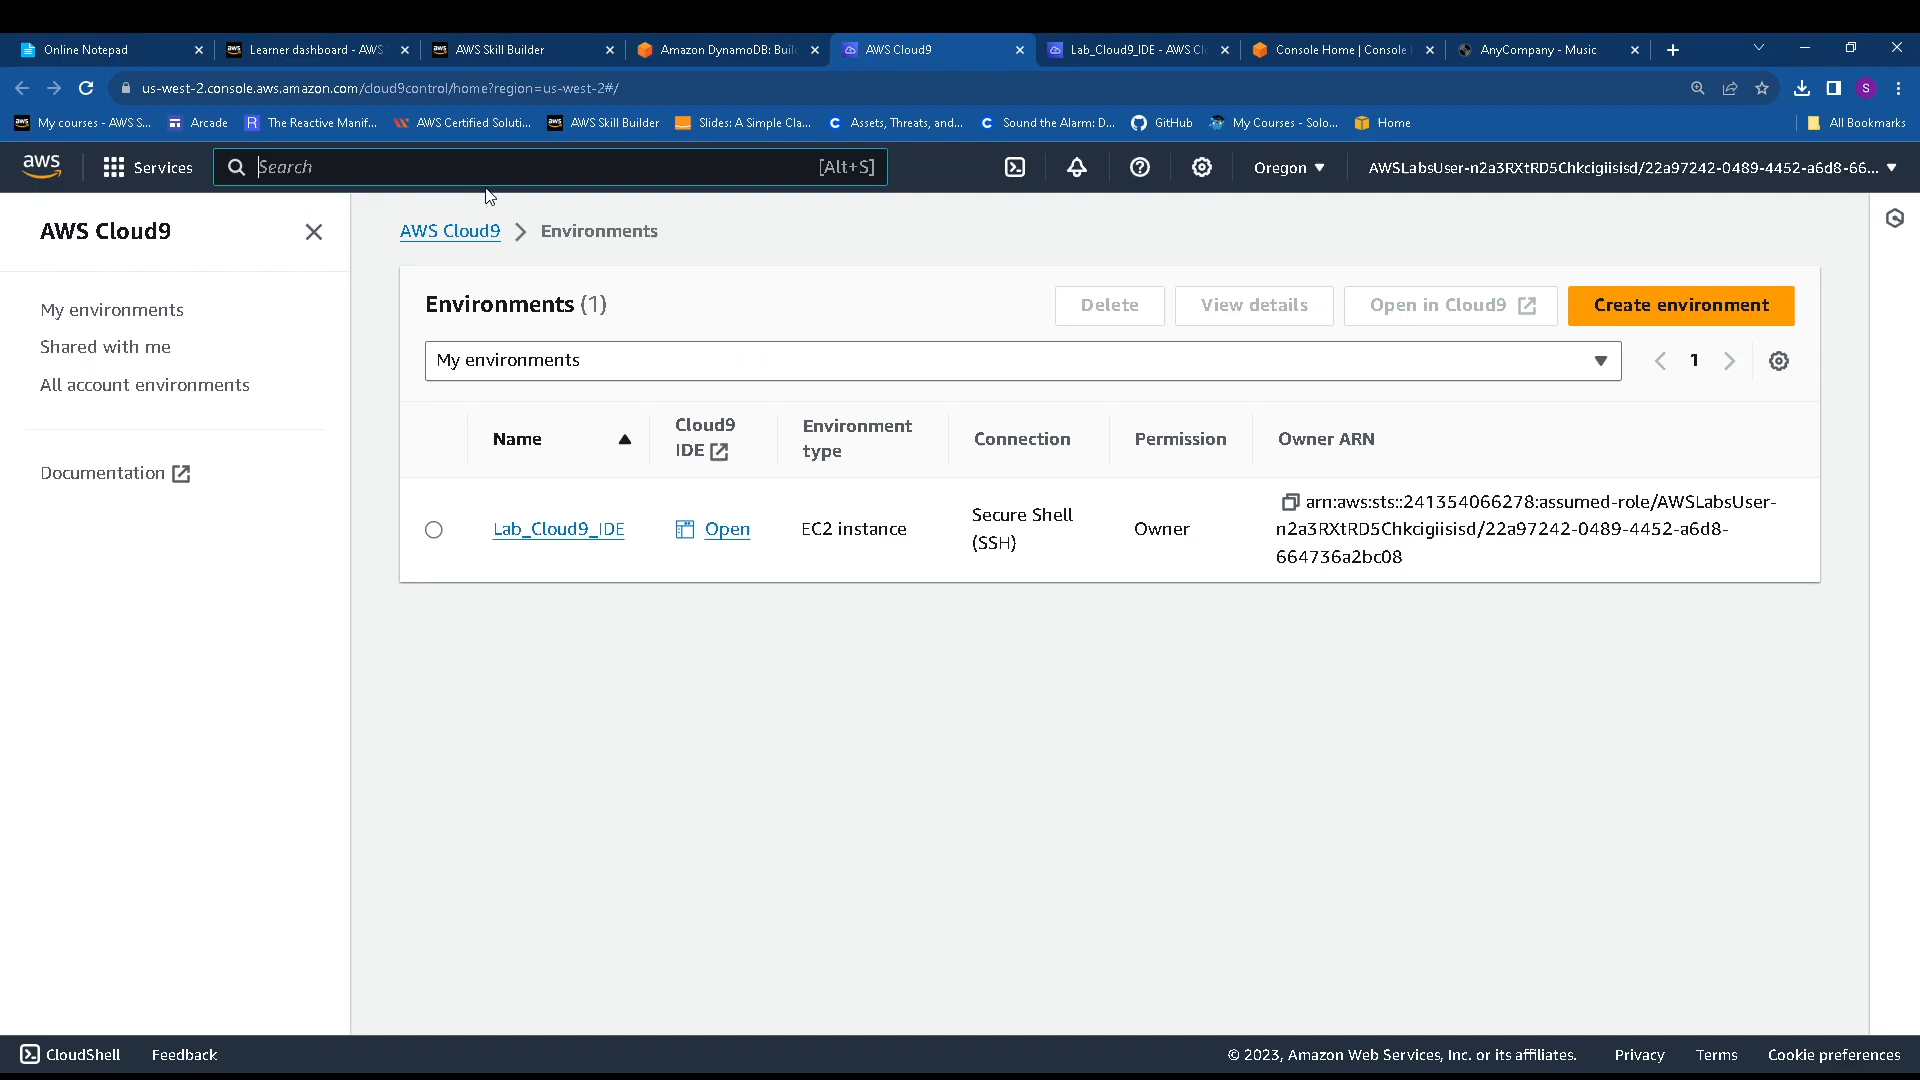 Online Notepad
Learner dashboard - AWS
AWS Skill Builder
Amazon DynamoDB: Buil
AWS Cloud9
Lab_Cloud9_IDE - AWS Cl
Console Home | Console
AnyCompany - Music
us-west-2.console.aws.amazon.com/cloud9control/home?region=us-west-2#/
S
aws My courses - AWS S...
Arcade
R The Reactive Manif...
AWS Certified Soluti...
aws AWS Skill Builder
Slides: A Simple Cla...
C Assets, Threats, and...
C Sound the Alarm: D...
GitHub
My Courses - Solo...
Home
All Bookmarks
aws
Services
Search
[Alt+S]
Oregon
AWSLabsUser-n2a3RXtRD5Chkcigiisisd/22a97242-0489-4452-a6d8-66...
AWS Cloud9
My environments
Shared with me
All account environments
Documentation
AWS Cloud9 > Environments
Environments (1)
Delete
View details
Open in Cloud9
Create environment
My environments
1
Name
Cloud9
IDE
Environment
type
Connection
Permission
Owner ARN
Lab_Cloud9_IDE
Open
EC2 instance
Secure Shell
(SSH)
Owner
arn:aws:sts::241354066278:assumed-role/AWSLabsUser-
n2a3RXtRD5Chkcigiisisd/22a97242-0489-4452-a6d8-
664736a2bc08
CloudShell
Feedback
© 2023, Amazon Web Services, Inc. or its affiliates.
Privacy
Terms
Cookie preferences